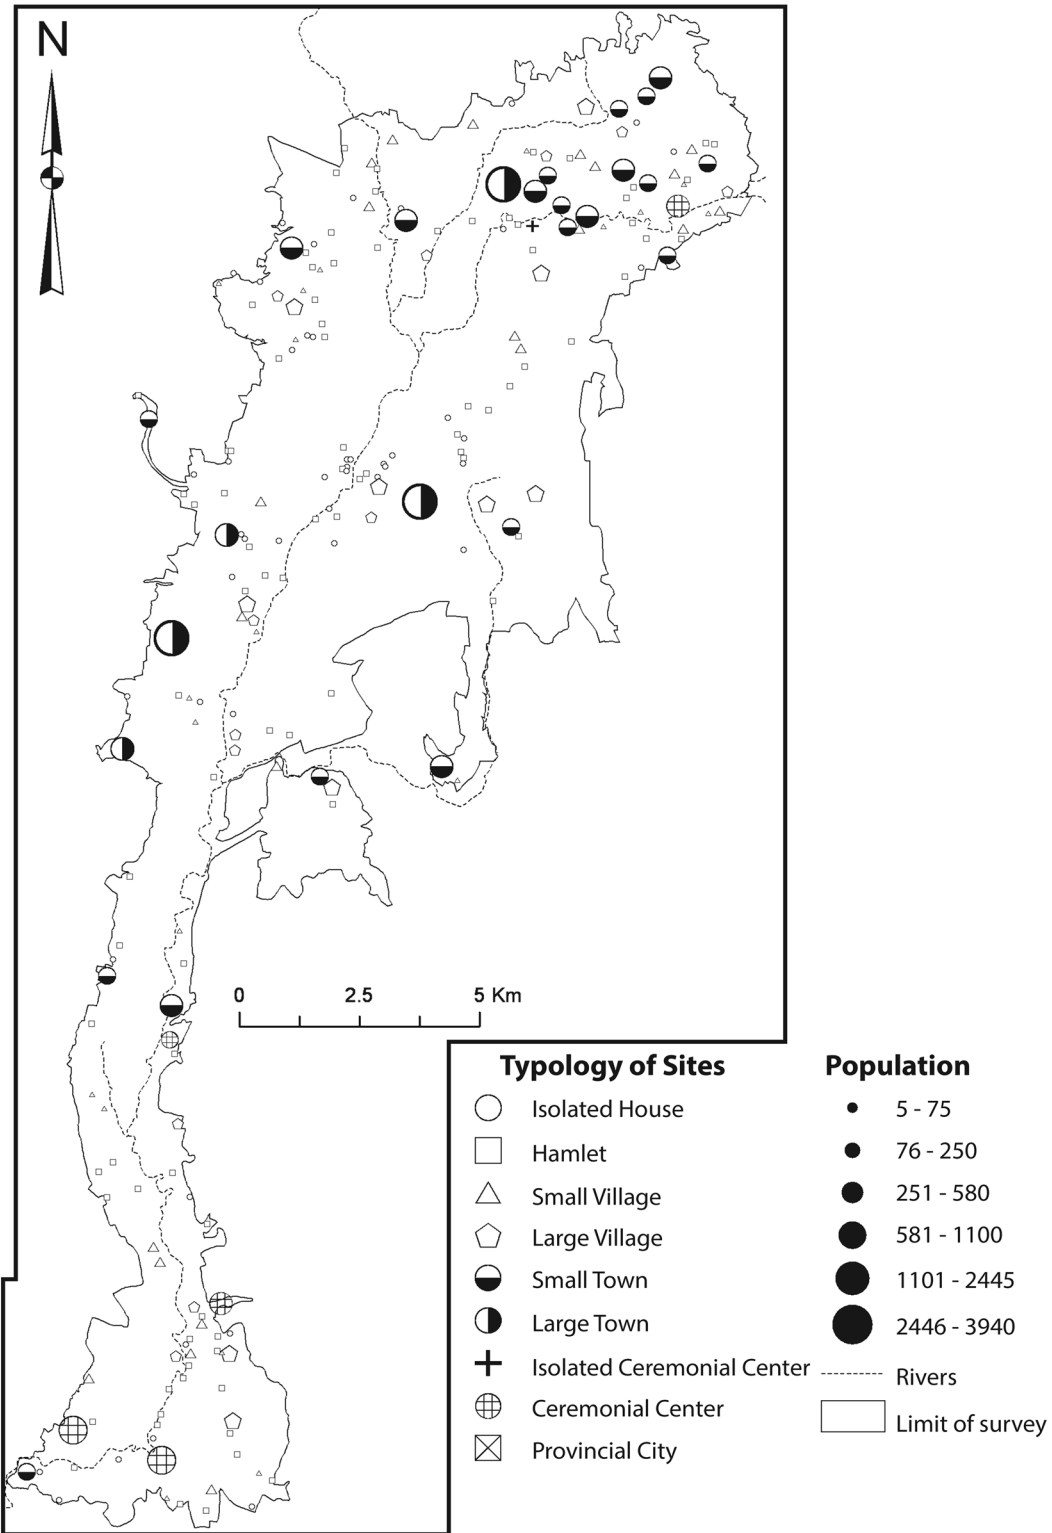 N
0 2.5 5 Km
Typology of Sites
Isolated House
Hamlet
Small Village
Large Village
Small Town
Large Town
Isolated Ceremonial Center
Ceremonial Center
Provincial City
Population
5 - 75
76 - 250
251 - 580
581 - 1100
1101 - 2445
2446 - 3940
Rivers
Limit of survey